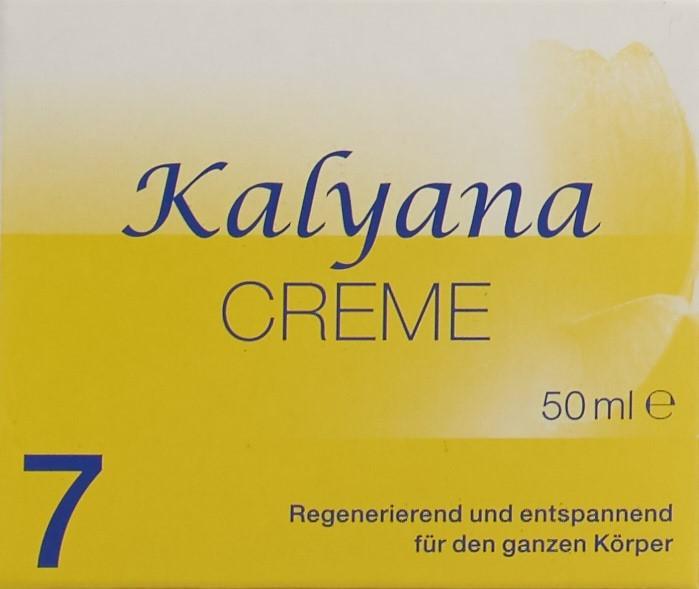 Kalyana
CREME
50 ml ℮
7
Regenerierend und entspannend
für den ganzen Körper